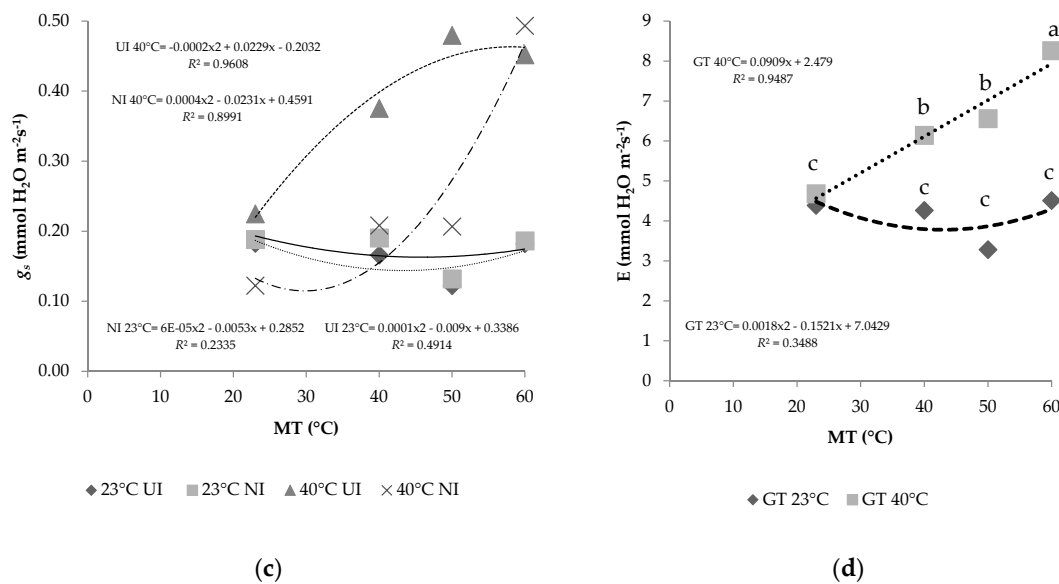 UI 40°C= -0.0002x2 + 0.0229x - 0.2032
R² = 0.9608
NI 40°C= 0.0004x2 - 0.0231x + 0.4591
R² = 0.8991
0.50
0.40
0.30
0.20
0.10
0.00
gs (mmol H₂O m⁻²s⁻¹)
NI 23°C= 6E-05x2 - 0.0053x + 0.2852
R² = 0.2335
UI 23°C= 0.0001x2 - 0.009x + 0.3386
R² = 0.4914
0 10 20 30 40 50 60
MT (°C)
23°C UI 23°C NI 40°C UI 40°C NI
(c)
GT 40°C= 0.0909x + 2.479
R² = 0.9487
a
b
b
c
c
c
c
9
8
7
6
5
4
3
2
1
0
E (mmol H₂O m⁻²s⁻¹)
GT 23°C= 0.0018x2 - 0.1521x + 7.0429
R² = 0.3488
0 10 20 30 40 50 60
MT (°C)
GT 23°C GT 40°C
(d)